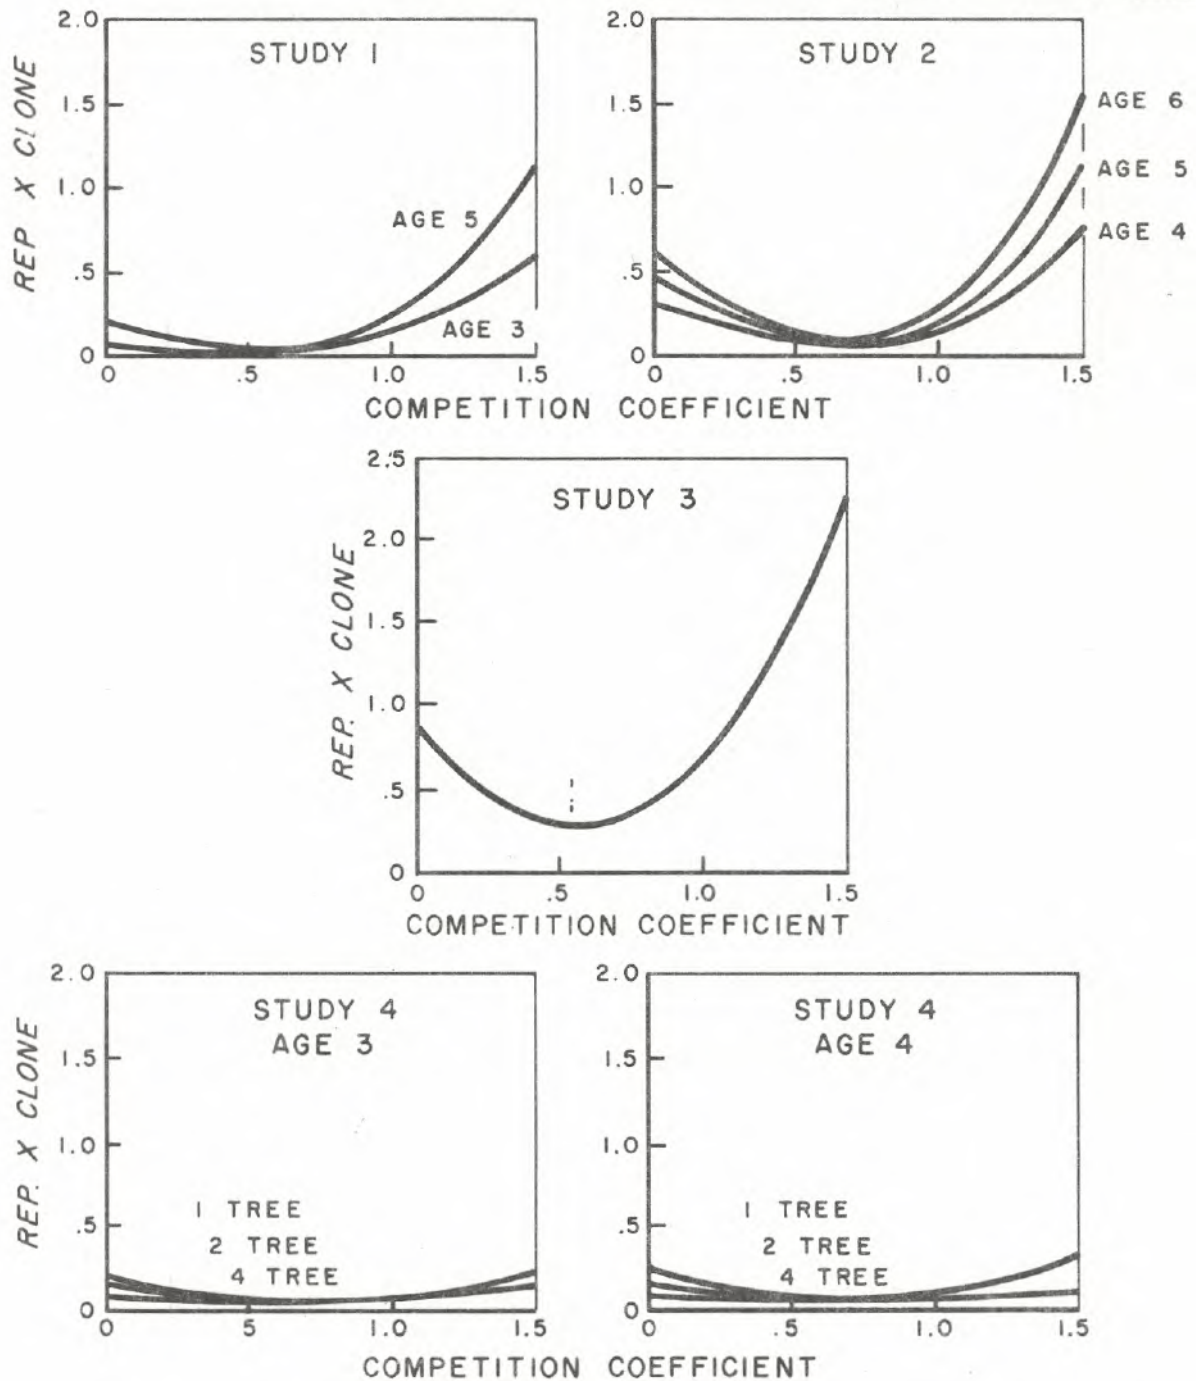 STUDY 1
REP X CLONE
2.0
1.5
1.0
.5
0
AGE 5
AGE 3
0 .5 1.0 1.5
STUDY 2
2.0
1.5
1.0
.5
0
AGE 6
AGE 5
AGE 4
0 .5 1.0 1.5
COMPETITION COEFFICIENT
STUDY 3
REP. X CLONE
2.5
2.0
1.5
1.0
.5
0
0 .5 1.0 1.5
COMPETITION COEFFICIENT
STUDY 4
AGE 3
REP. X CLONE
2.0
1.5
1.0
.5
0
1 TREE
2 TREE
4 TREE
0 5 1.0 1.5
STUDY 4
AGE 4
2.0
1.5
1.0
.5
0
1 TREE
2 TREE
4 TREE
0 .5 1.0 1.5
COMPETITION COEFFICIENT